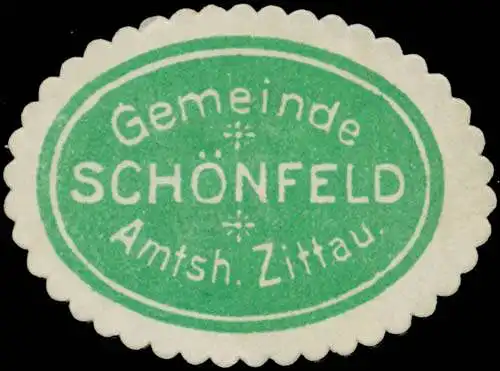 Gemeinde
SCHÖNFELD
Amtsh. Zittau.